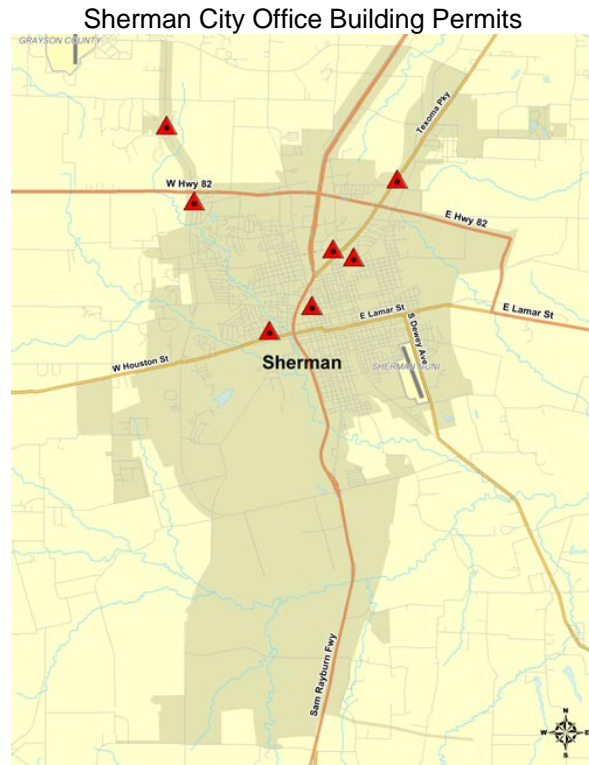 Sherman City Office Building Permits
GRAYSON COUNTY
Texoma Pky
W Hwy 82
E Hwy 82
E Lamar St
E Lamar St
S Dewey Ave
W Houston St
Sherman
SHERMAN MUNI
Sam Rayburn Fwy
N
W
E
S